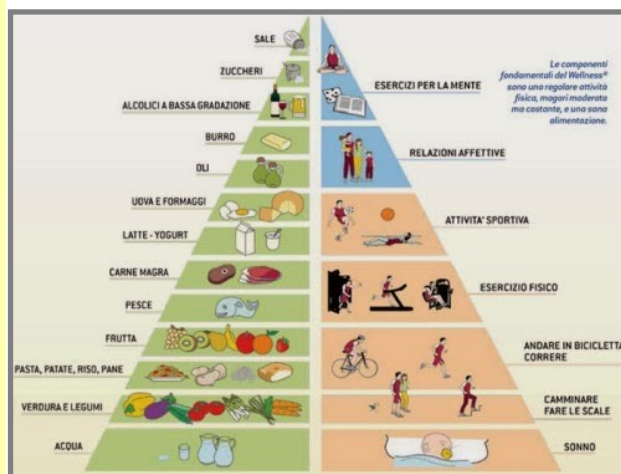 SALE
ZUCCHERI
ALCOLICI A BASSA GRADAZIONE
BURRO
OLI
UOVA E FORMAGGI
LATTE - YOGURT
CARNE MAGRA
PESCE
FRUTTA
PASTA, PATATE, RISO, PANE
VERDURA E LEGUMI
ACQUA
Le componenti
fondamentali del Wellness®
sono una regolare attività
fisica, magari moderata
ma costante, e una sana
alimentazione.
ESERCIZI PER LA MENTE
RELAZIONI AFFETTIVE
ATTIVITA' SPORTIVA
ESERCIZIO FISICO
ANDARE IN BICICLETTA
CORRERE
CAMMINARE
FARE LE SCALE
SONNO